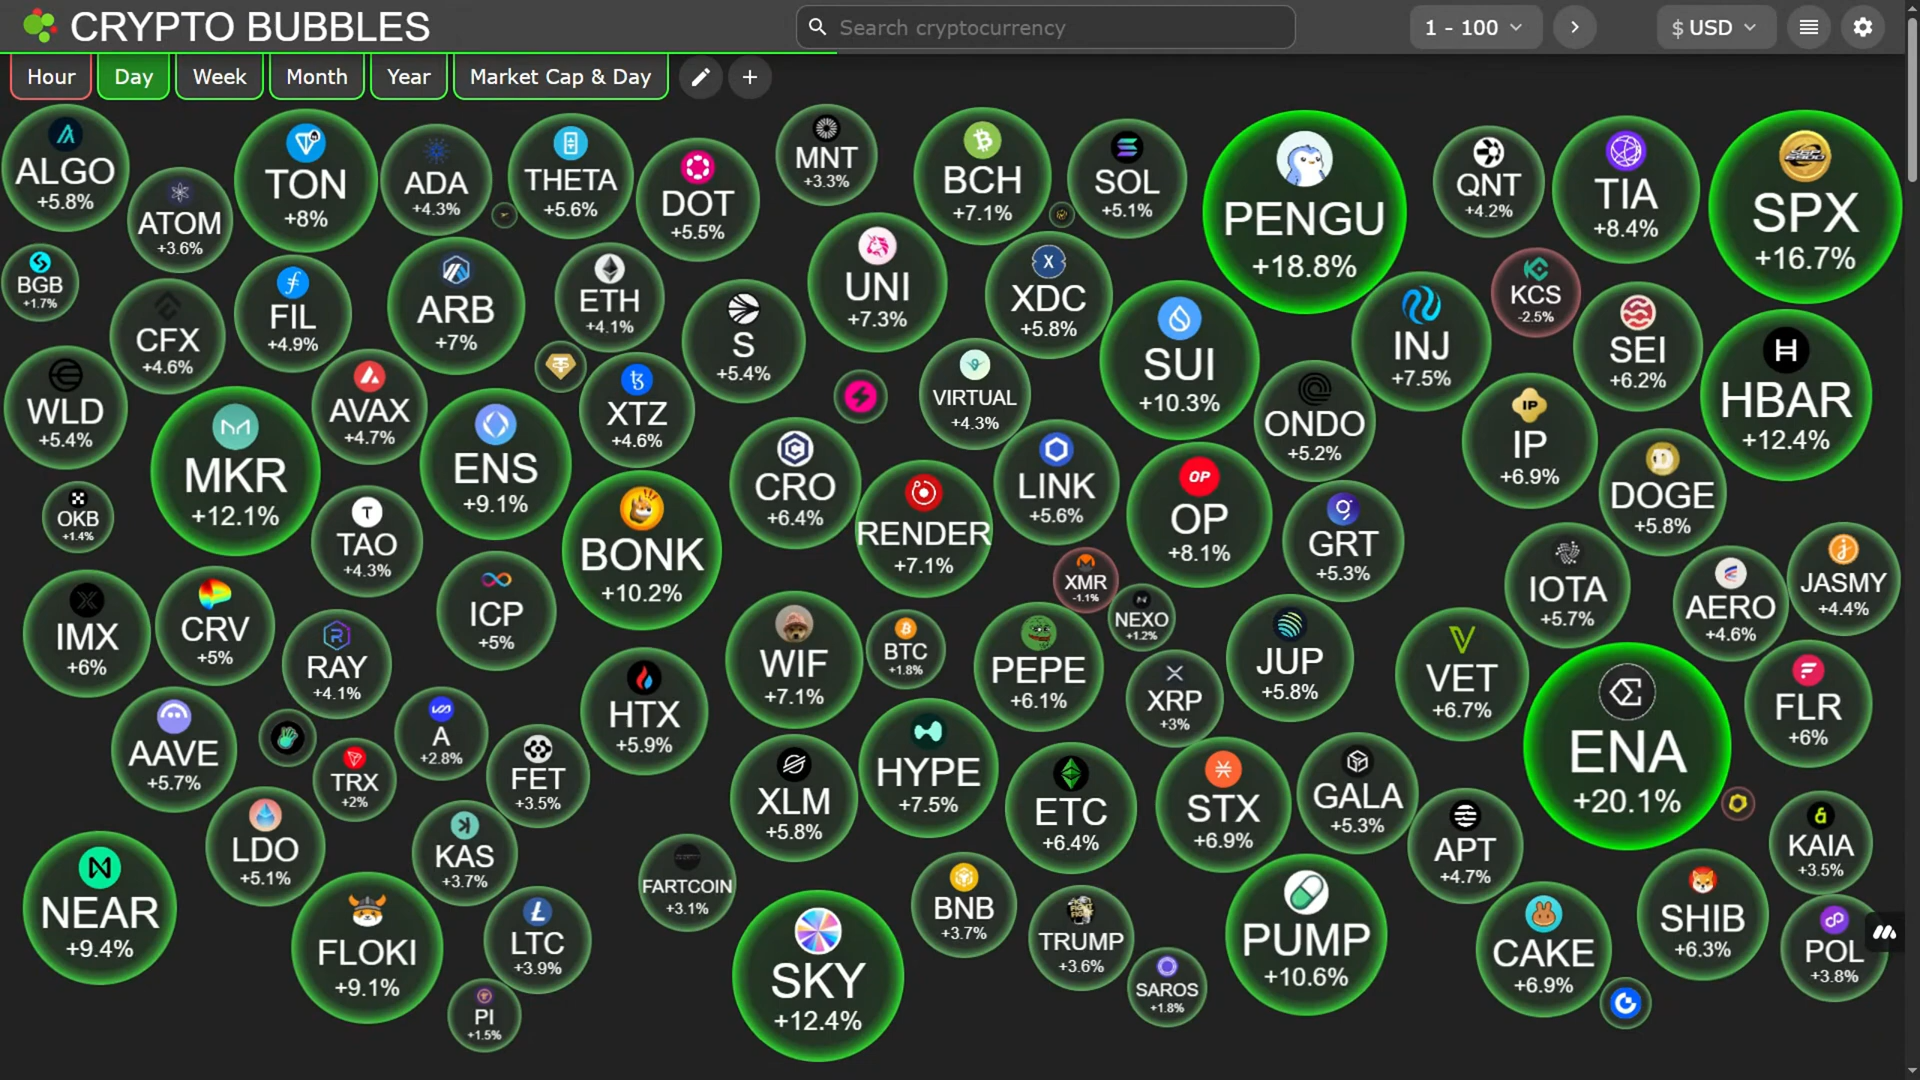 CRYPTO BUBBLES
Search cryptocurrency
1 - 100
$ USD
Hour
Day
Week
Month
Year
Market Cap & Day
ALGO
+5.8%
ATOM
+3.6%
TON
+8%
ADA
+4.3%
THETA
+5.6%
DOT
+5.5%
MNT
+3.3%
BCH
+7.1%
SOL
+5.1%
PENGU
+18.8%
QNT
+4.2%
TIA
+8.4%
SPX
+16.7%
BGB
+1.7%
CFX
+4.6%
FIL
+4.9%
ARB
+7%
ETH
+4.1%
S
+5.4%
UNI
+7.3%
XDC
+5.8%
SUI
+10.3%
INJ
+7.5%
KCS
-2.5%
SEI
+6.2%
HBAR
+12.4%
WLD
+5.4%
MKR
+12.1%
AVAX
+4.7%
ENS
+9.1%
XTZ
+4.6%
VIRTUAL
+4.3%
ONDO
+5.2%
IP
IP
+6.9%
DOGE
+5.8%
OKB
+1.4%
TAO
+4.3%
BONK
+10.2%
CRO
+6.4%
RENDER
+7.1%
LINK
+5.6%
OP
OP
+8.1%
GRT
+5.3%
XMR
-1.1%
NEXO
+1.2%
IOTA
+5.7%
AERO
+4.6%
JASMY
+4.4%
IMX
+6%
CRV
+5%
RAY
+4.1%
ICP
+5%
HTX
+5.9%
WIF
+7.1%
BTC
+1.8%
PEPE
+6.1%
XRP
+3%
JUP
+5.8%
VET
+6.7%
ENA
+20.1%
FLR
+6%
AAVE
+5.7%
TRX
+2%
A
+2.8%
FET
+3.5%
XLM
+5.8%
HYPE
+7.5%
ETC
+6.4%
STX
+6.9%
GALA
+5.3%
APT
+4.7%
KAIA
+3.5%
NEAR
+9.4%
LDO
+5.1%
FLOKI
+9.1%
KAS
+3.7%
LTC
+3.9%
PI
+1.5%
FARTCOIN
+3.1%
SKY
+12.4%
BNB
+3.7%
TRUMP
+3.6%
SAROS
+1.8%
PUMP
+10.6%
CAKE
+6.9%
SHIB
+6.3%
POL
+3.8%